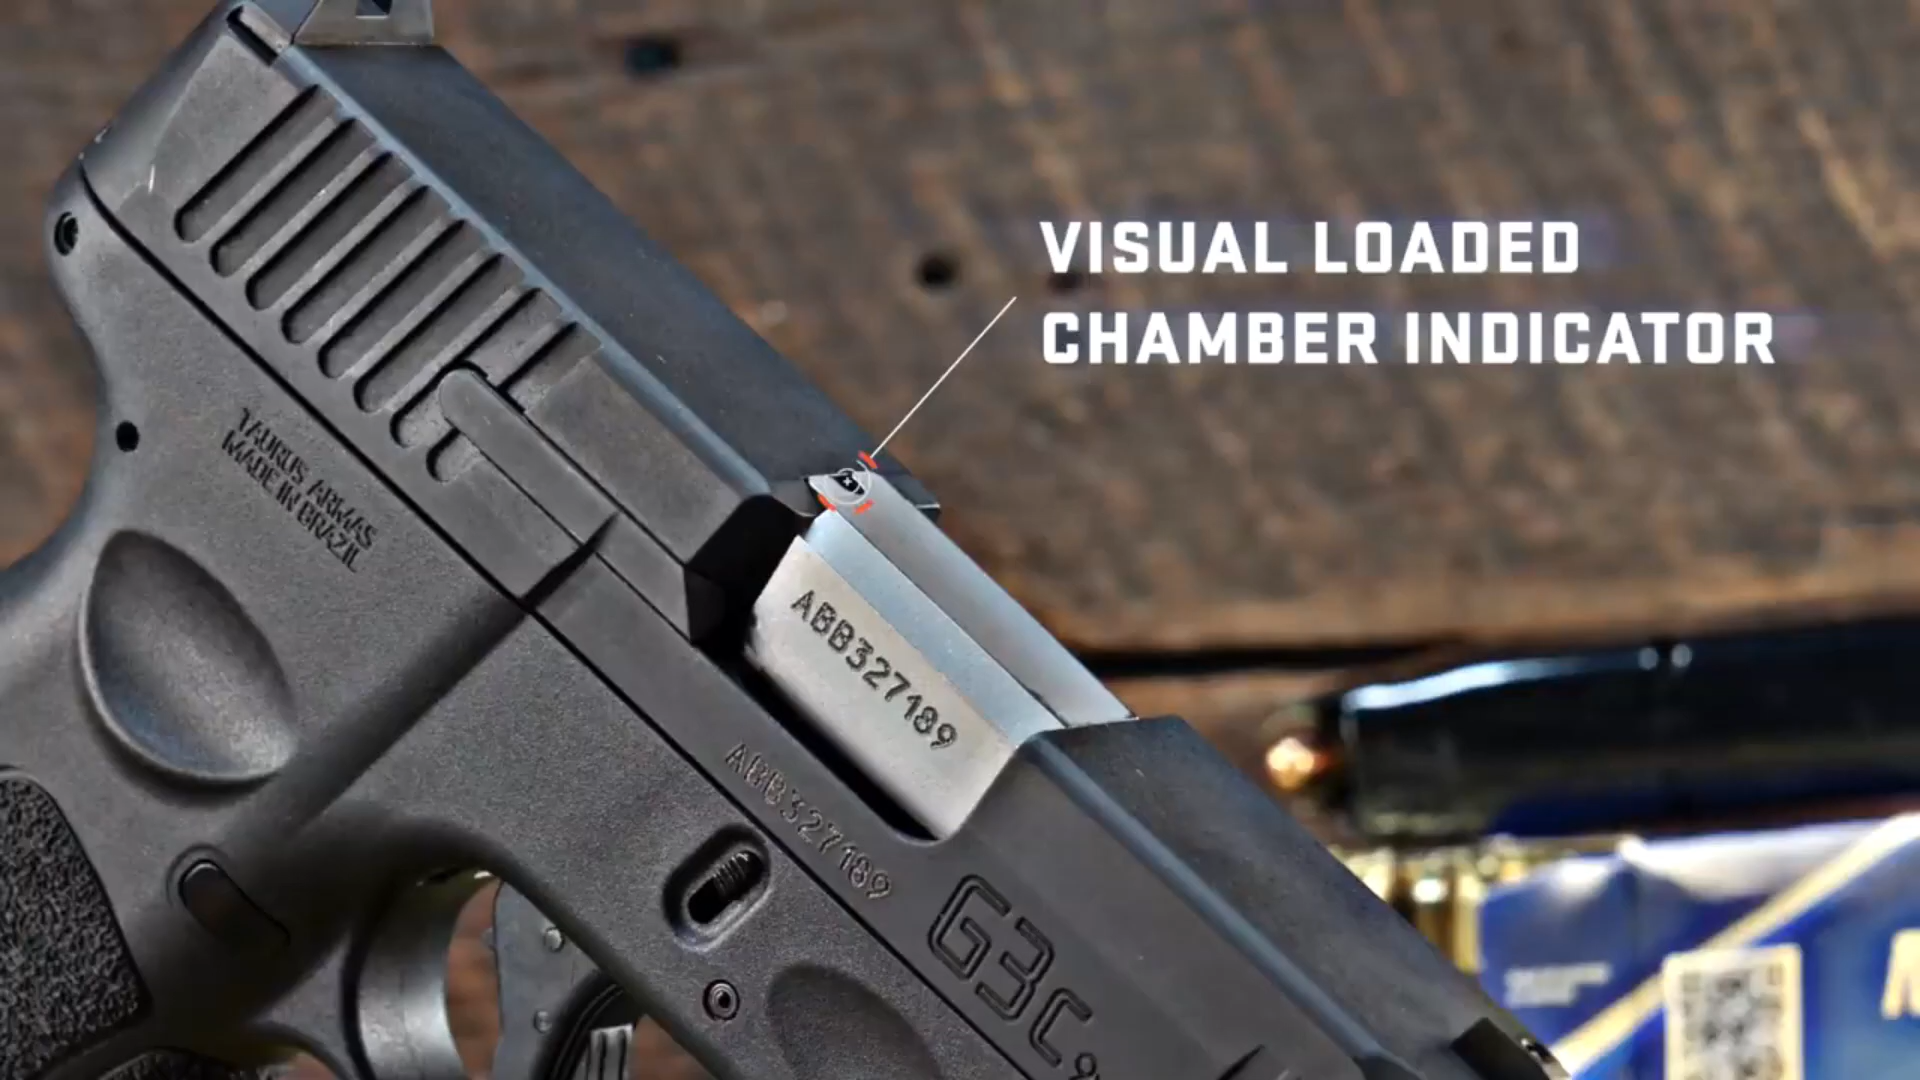 VISUAL LOADED
CHAMBER INDICATOR
TAURUS ARMAS
MADE IN BRAZIL
ABB327189
ABB327189
G3C